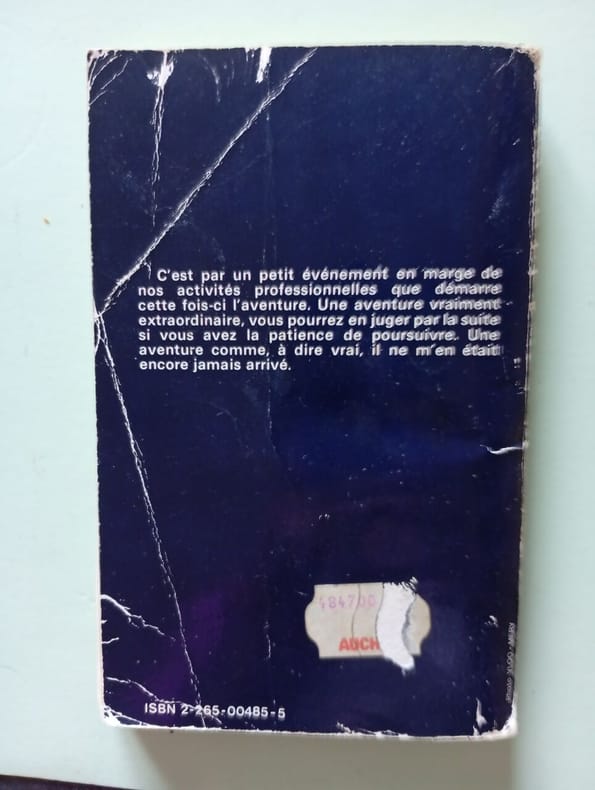 C'est par un petit événement en marge de
nos activités professionnelles que démarre
cette fois-ci l'aventure. Une aventure vraiment
extraordinaire, vous pourrez en juger par la suite
si vous avez la patience de poursuivre. Une
aventure comme, à dire vrai, il ne m'en était
encore jamais arrivé.
484700
AUCH
ISBN 2-265-00485-5